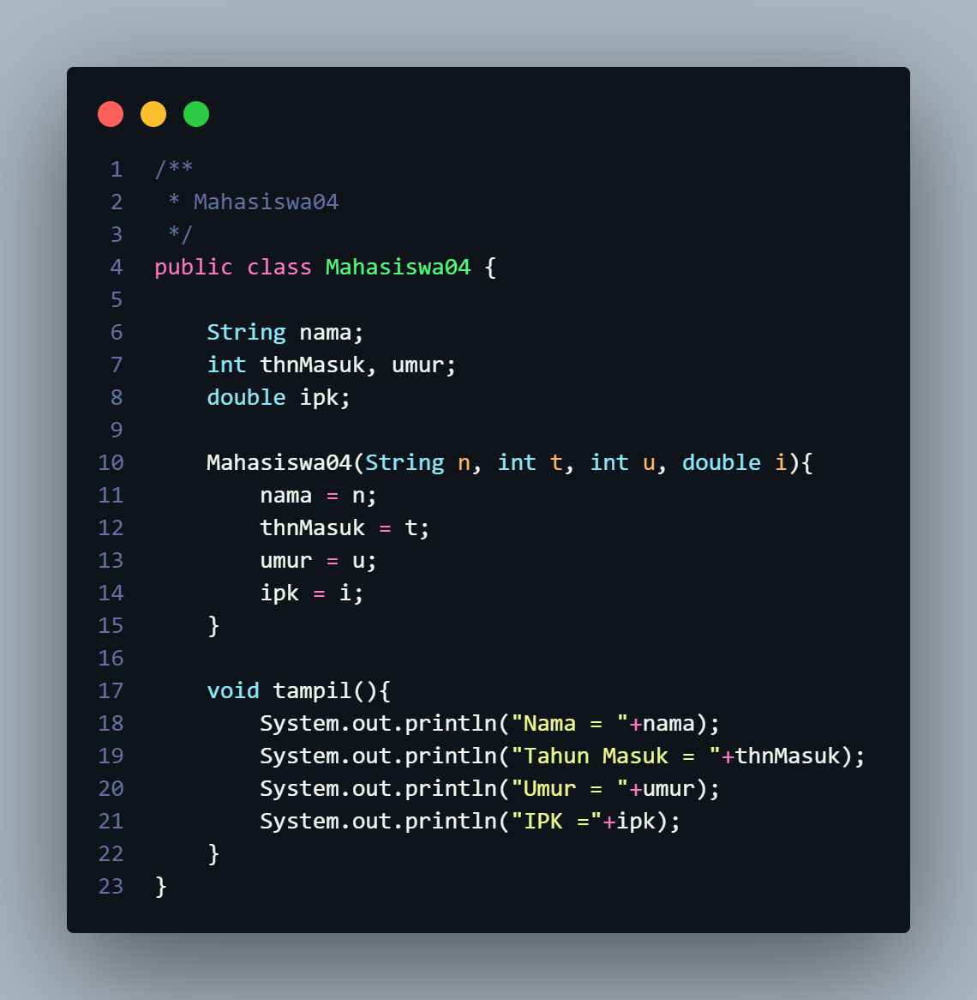 1 /**
2  * Mahasiswa04
3  */
4 public class Mahasiswa04 {
5
6     String nama;
7     int thnMasuk, umur;
8     double ipk;
9
10     Mahasiswa04(String n, int t, int u, double i){
11         nama = n;
12         thnMasuk = t;
13         umur = u;
14         ipk = i;
15     }
16
17     void tampil(){
18         System.out.println("Nama = "+nama);
19         System.out.println("Tahun Masuk = "+thnMasuk);
20         System.out.println("Umur = "+umur);
21         System.out.println("IPK ="+ipk);
22     }
23 }